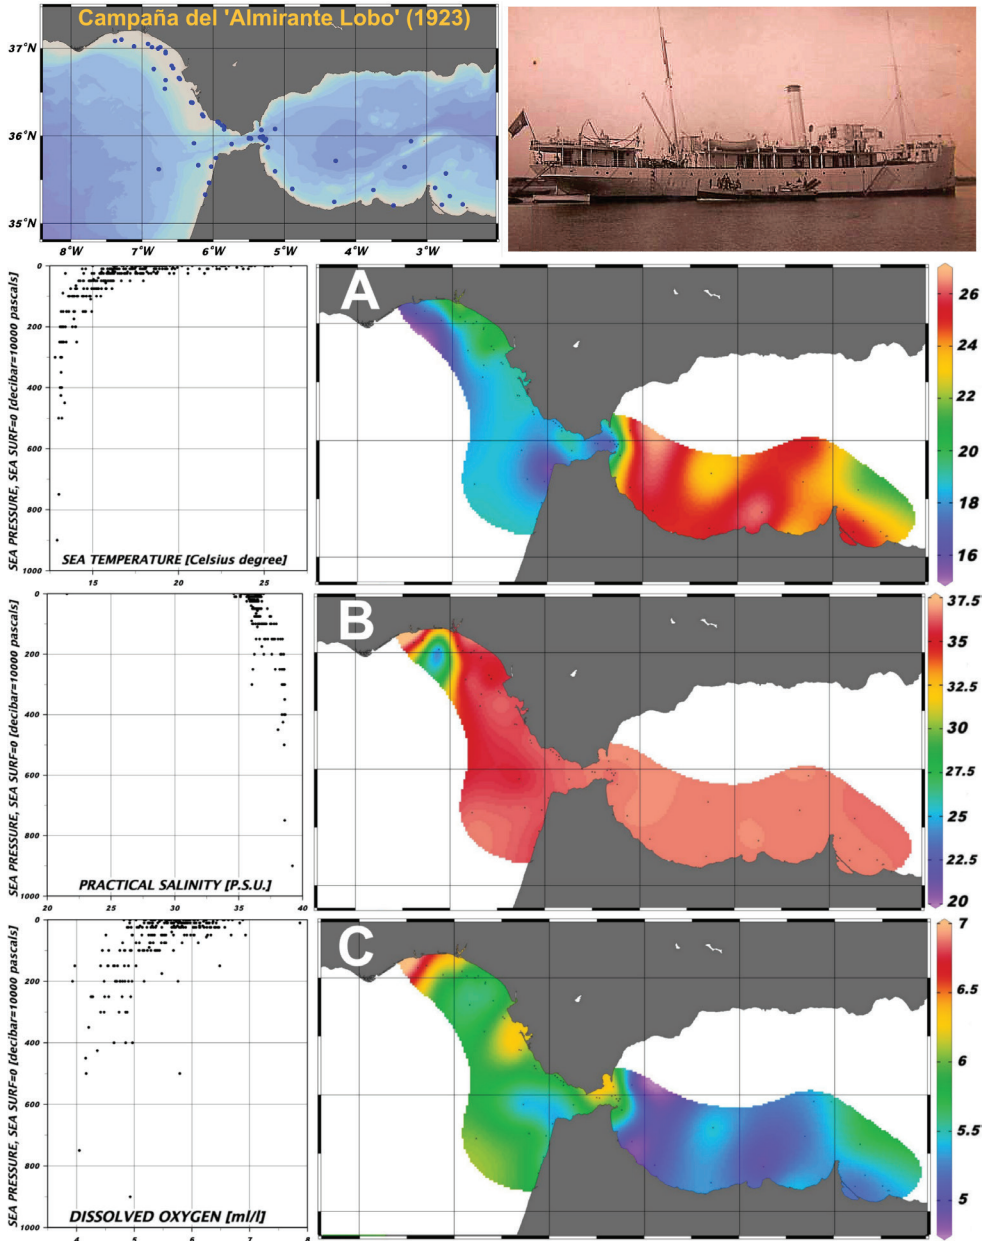 Campaña del 'Almirante Lobo' (1923)
37°N
36°N
35°N
8°W 6°W 4°W 2°W
A
SEA PRESSURE, SEA SURF=0 [decibar=10000 pascals]
0
200
400
600
800
1000
15 20 25
SEA TEMPERATURE [Celsius degree]
26
24
22
20
18
16
B
SEA PRESSURE, SEA SURF=0 [decibar=10000 pascals]
0
200
400
600
800
1000
20 25 30 35 40
PRACTICAL SALINITY [P.S.U.]
37.5
35
32.5
30
27.5
25
22.5
20
C
SEA PRESSURE, SEA SURF=0 [decibar=10000 pascals]
0
200
400
600
800
1000
4 5 6 7 8
DISSOLVED OXYGEN [ml/l]
7
6.5
6
5.5
5